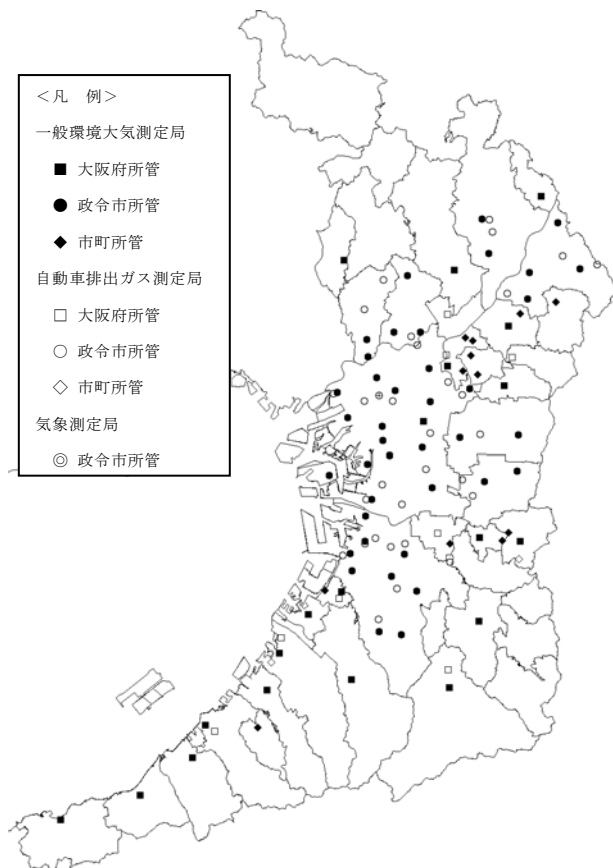 ＜凡　例＞
一般環境大気測定局
■ 大阪府所管
● 政令市所管
◆ 市町所管
自動車排出ガス測定局
□ 大阪府所管
○ 政令市所管
◇ 市町所管
気象測定局
◎ 政令市所管